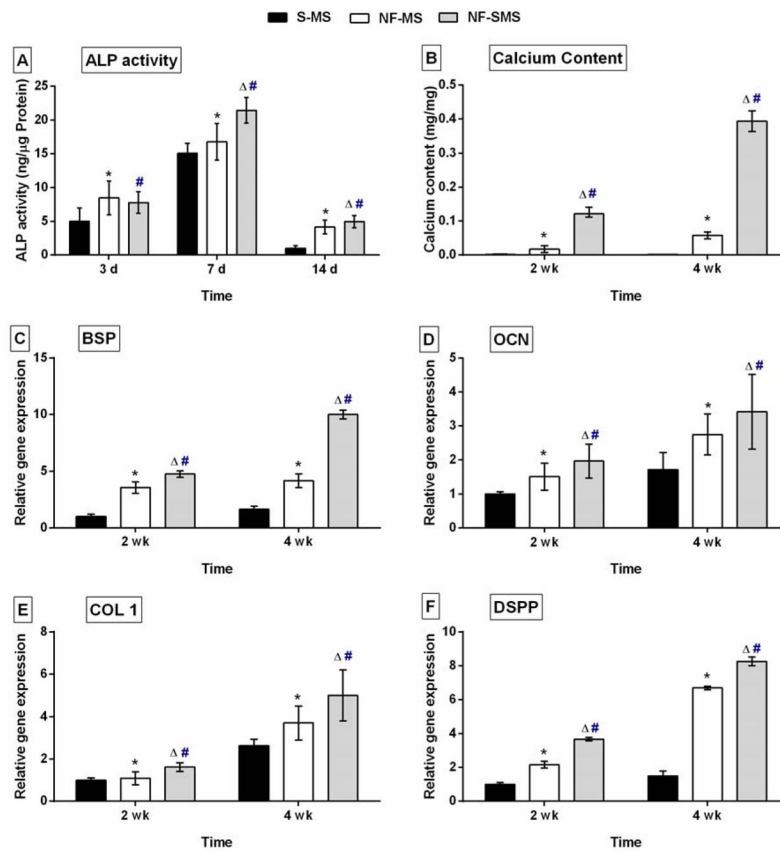 S-MS NF-MS NF-SMS
A ALP activity
ALP activity (ng/µg Protein)
25
20
15
10
5
0
* #
* Δ #
* Δ #
3 d 7 d 14 d
Time
B Calcium Content
Calcium content (mg/mg)
0.5
0.4
0.3
0.2
0.1
0.0
* Δ #
* Δ #
2 wk 4 wk
Time
C BSP
Relative gene expression
15
10
5
0
* Δ #
* Δ #
2 wk 4 wk
Time
D OCN
Relative gene expression
5
4
3
2
1
0
* Δ #
* Δ #
2 wk 4 wk
Time
E COL 1
Relative gene expression
8
6
4
2
0
* Δ #
* Δ #
2 wk 4 wk
Time
F DSPP
Relative gene expression
10
8
6
4
2
0
* Δ #
* Δ #
2 wk 4 wk
Time